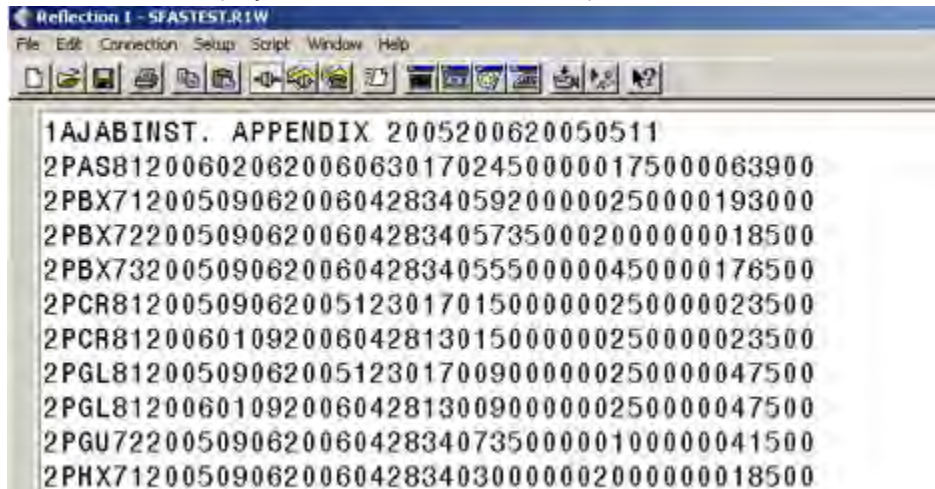 Reflection 1 - SFASTEST.R1W
File Edit Connection Setup Script Window Help
1AJABINST. APPENDIX 2005200620050511
2PAS81200602062006063017024500000175000063900
2PBX71200509062006042834059200000250000193000
2PBX72200509062006042834057350002000000018500
2PBX73200509062006042834055500000450000176500
2PCR81200509062005123017015000000250000023500
2PCR81200601092006042813015000000250000023500
2PGL81200509062005123017009000000250000047500
2PGL81200601092006042813009000000250000047500
2PGU72200509062006042834073500000100000041500
2PHX71200509062006042834030000002000000018500